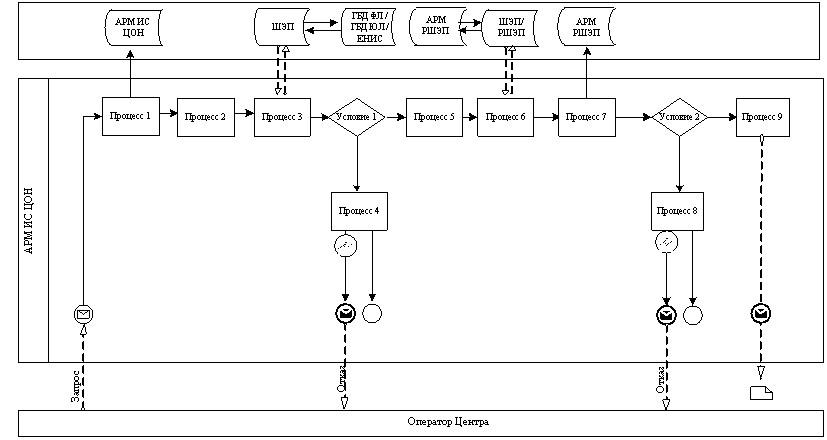 АРМ ИС
ЦОН
ШЭП
ГБД ФЛ /
ГБД ЮЛ /
ЕНИС
АРМ
РШЭП
ШЭП/
РШЭП
АРМ
РШЭП
АРМ ИС ЦОН
Процесс 1
Процесс 2
Процесс 3
Условие 1
Процесс 5
Процесс 6
Процесс 7
Условие 2
Процесс 9
Процесс 4
Процесс 8
Запрос
Отказ
Отказ
Оператор Центра